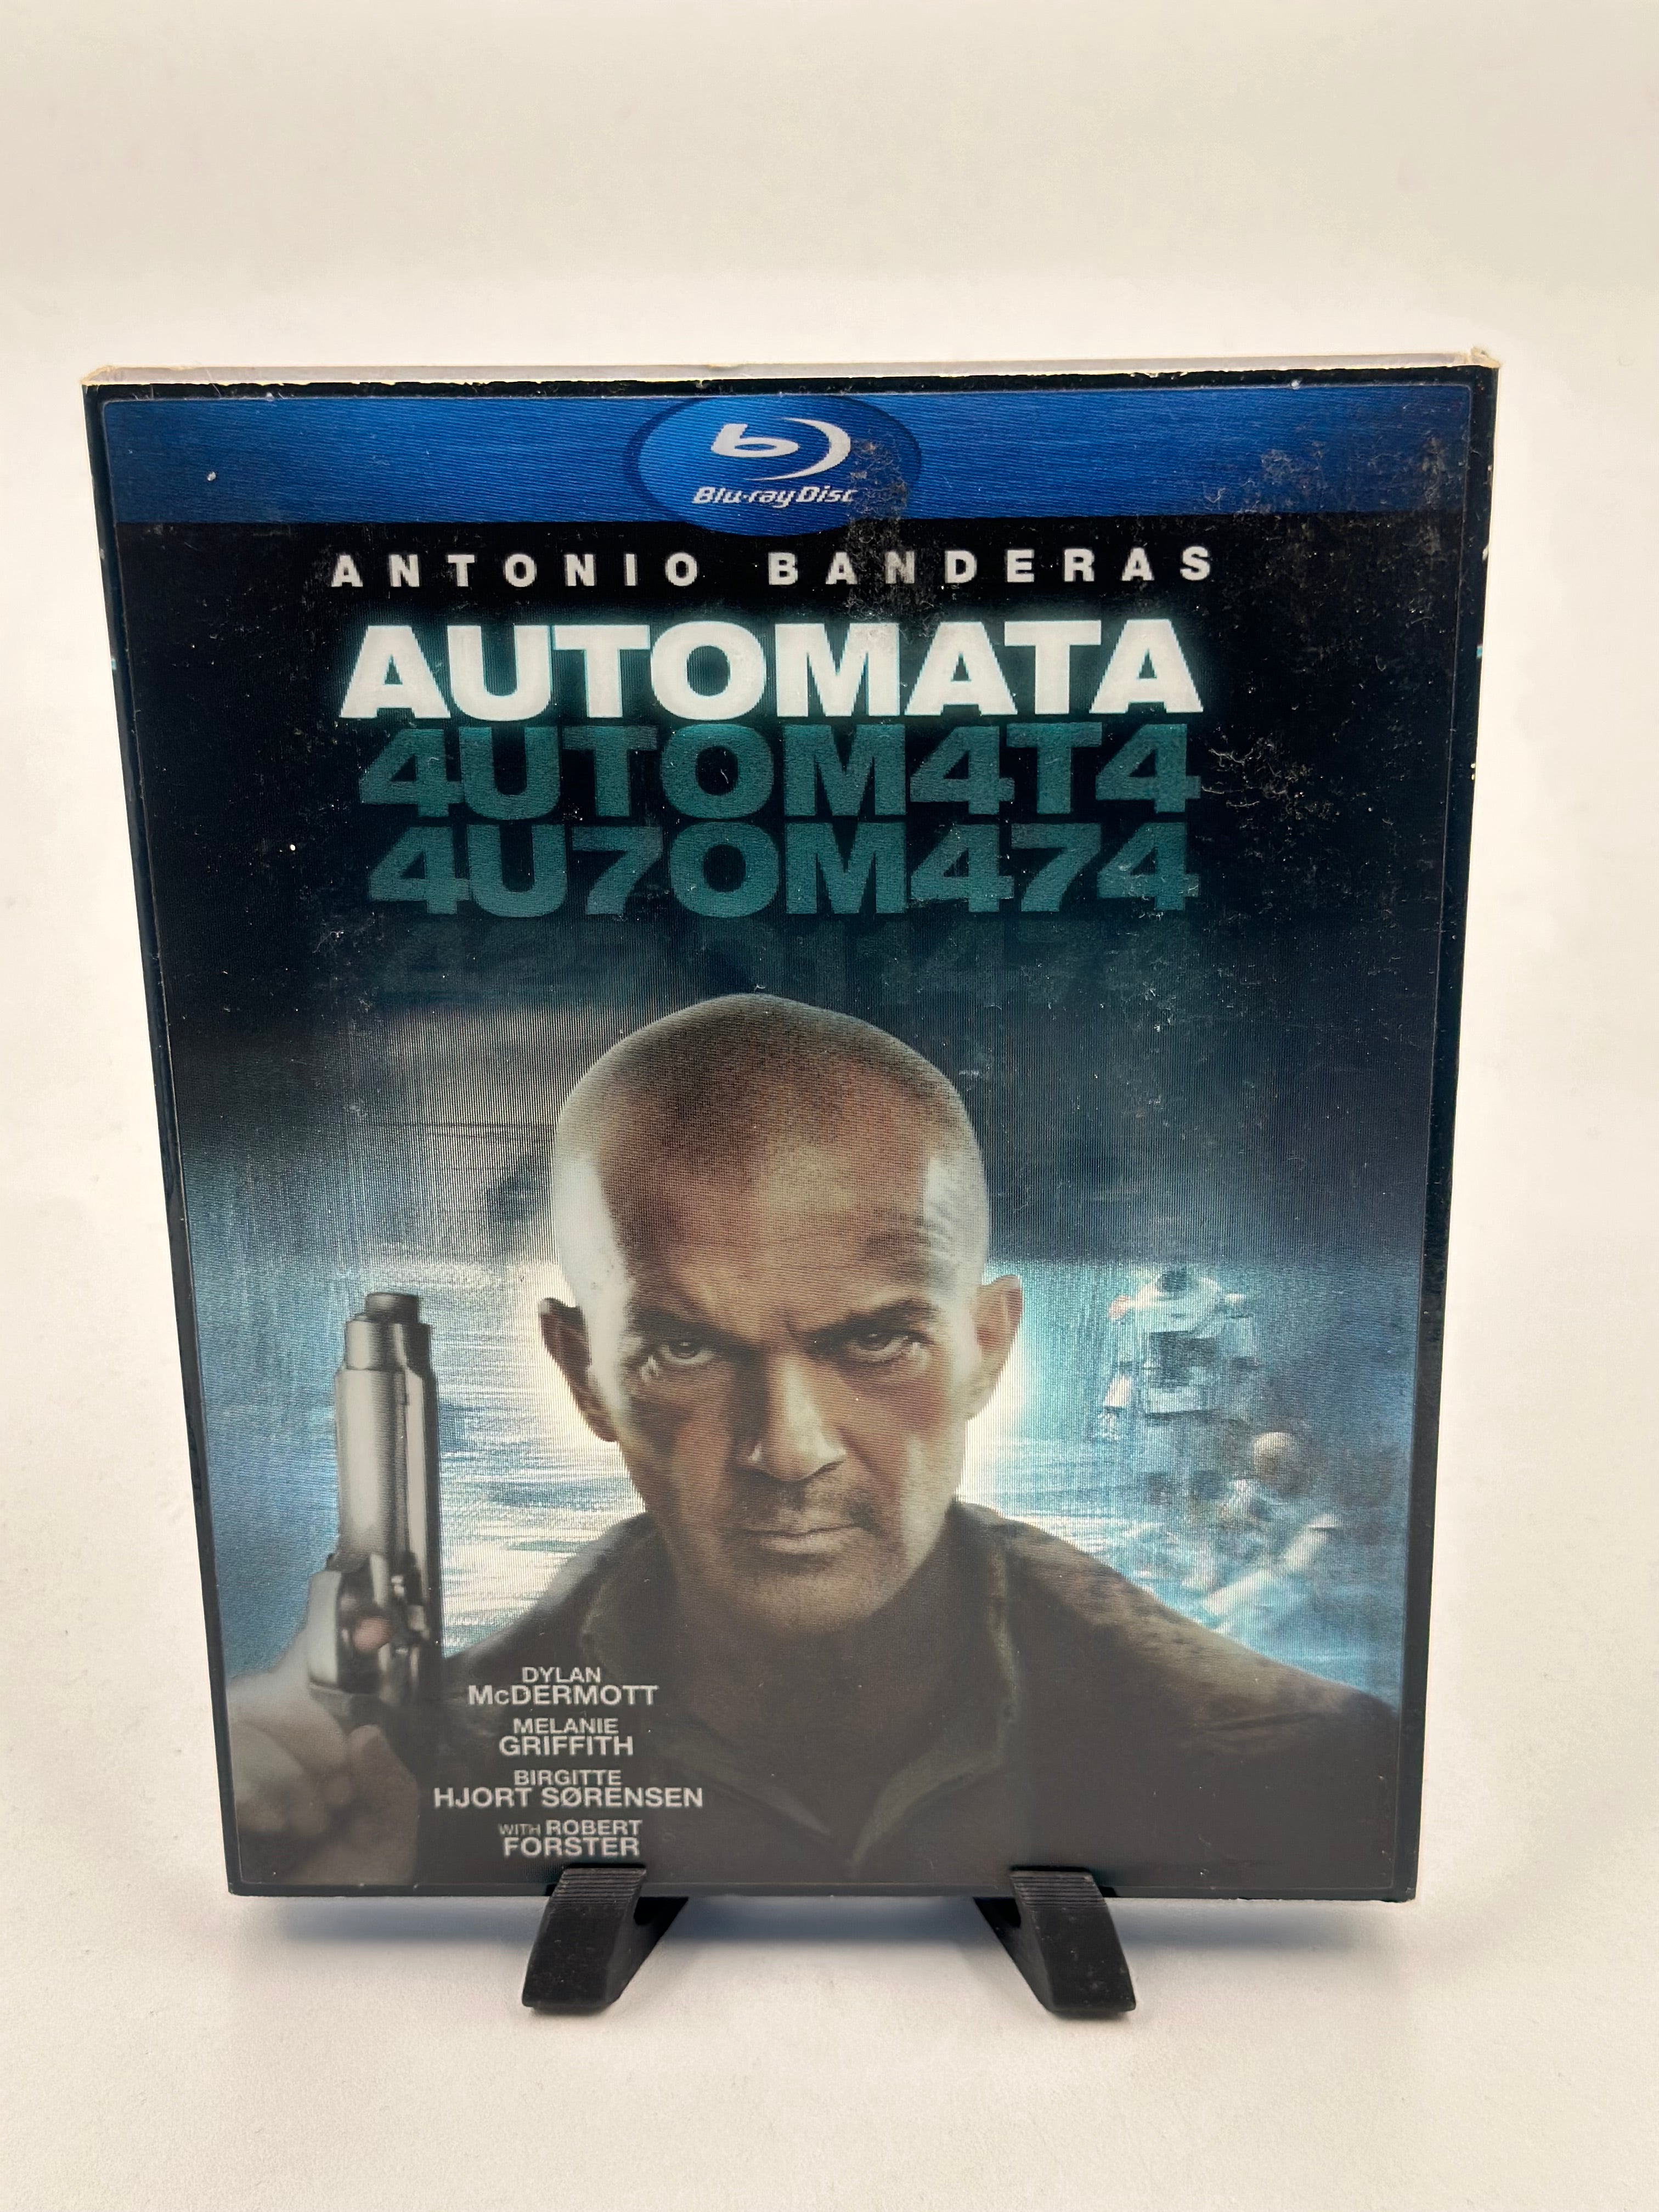 Blu-ray Disc
ANTONIO BANDERAS
AUTOMATA
4UTOM4T4
4U7OM474
DYLAN
McDERMOTT
MELANIE
GRIFFITH
BIRGITTE
HJORT SØRENSEN
WITH ROBERT
FORSTER